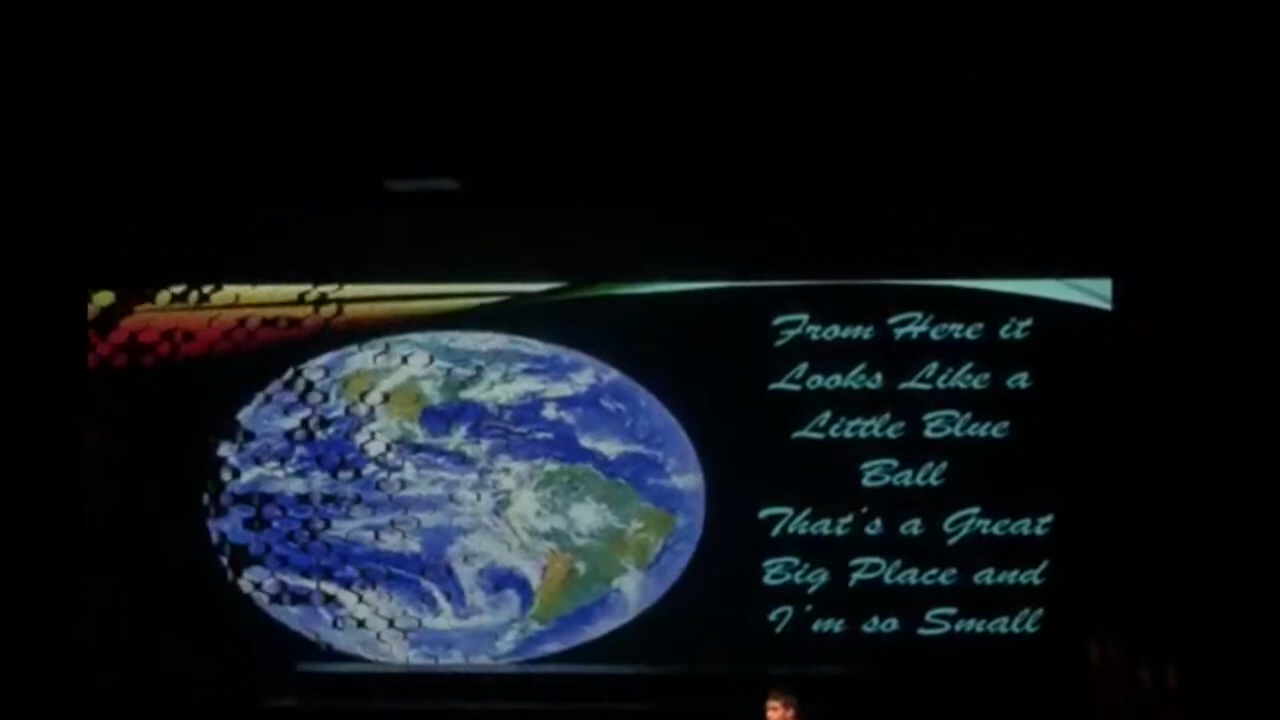 From Here it
Looks Like a
Little Blue
Ball
That's a Great
Big Place and
I'm so Small